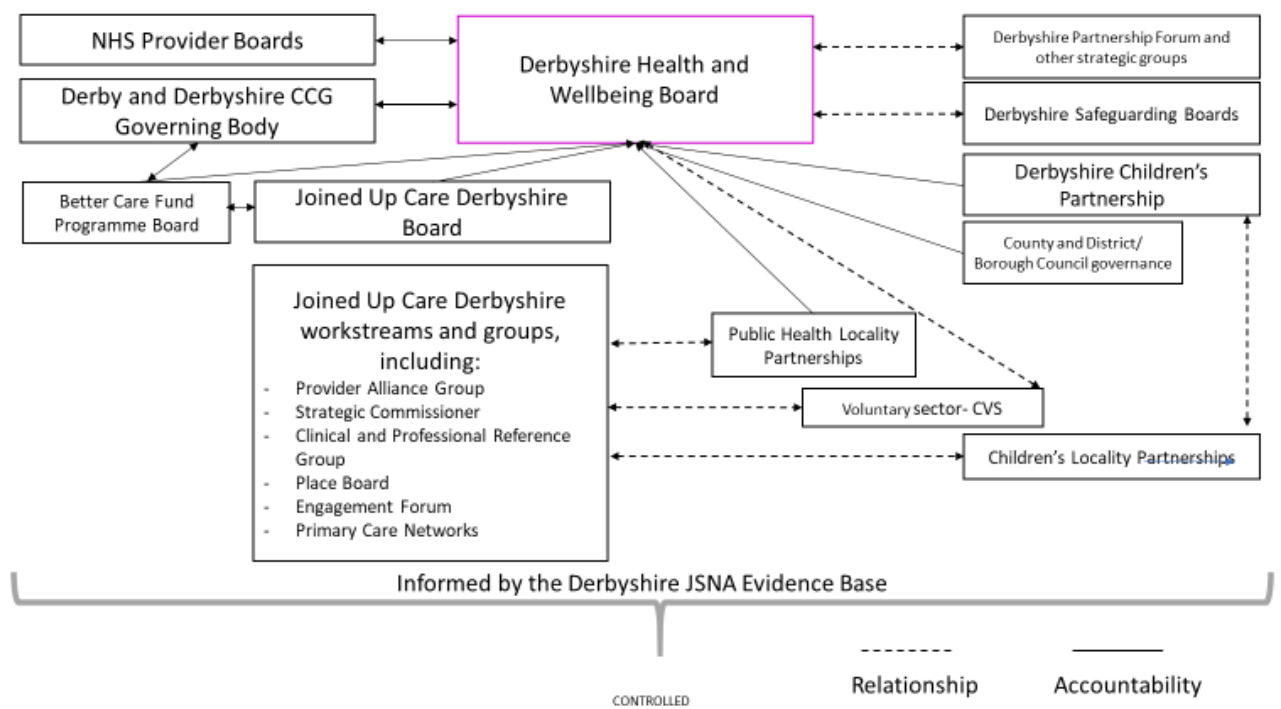 NHS Provider Boards
Derby and Derbyshire CCG
Governing Body
Derbyshire Health and
Wellbeing Board
Derbyshire Partnership Forum and
other strategic groups
Derbyshire Safeguarding Boards
Derbyshire Children's
Partnership
County and District/
Borough Council governance
Better Care Fund
Programme Board
Joined Up Care Derbyshire
Board
Joined Up Care Derbyshire
workstreams and groups,
including:
- Provider Alliance Group
- Strategic Commissioner
- Clinical and Professional Reference
Group
- Place Board
- Engagement Forum
- Primary Care Networks
Public Health Locality
Partnerships
Voluntary sector- CVS
Children's Locality Partnerships
Informed by the Derbyshire JSNA Evidence Base
Relationship
Accountability
CONTROLLED